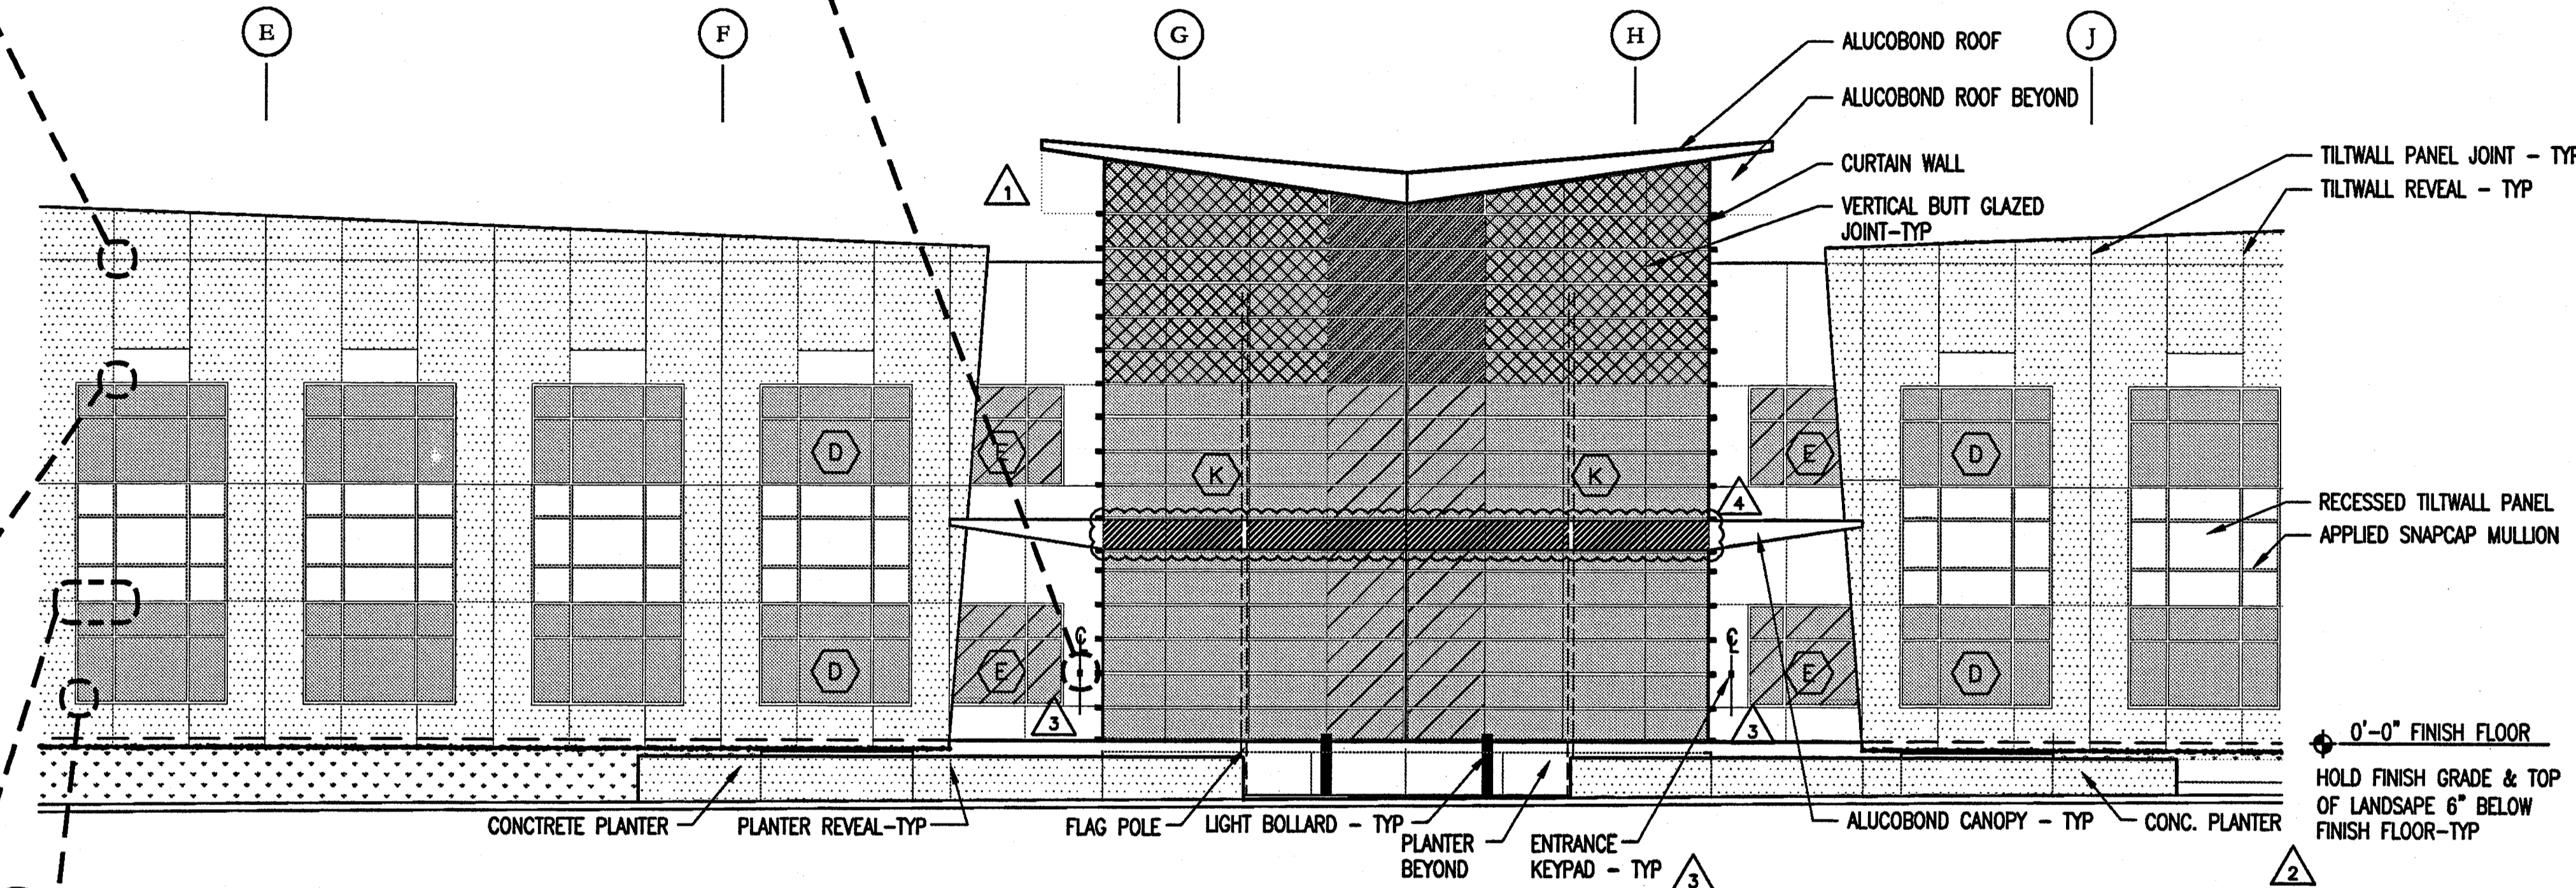 E
F
G
H
J
ALUCOBOND ROOF
ALUCOBOND ROOF BEYOND
CURTAIN WALL
VERTICAL BUTT GLAZED
JOINT-TYP
TILTWALL PANEL JOINT - TYP
TILTWALL REVEAL - TYP
1
D
E
K
K
E
D
4
RECESSED TILTWALL PANEL
APPLIED SNAPCAP MULLION
D
E
℄
℄
E
D
3
3
0'-0" FINISH FLOOR
HOLD FINISH GRADE & TOP
OF LANDSAPE 6" BELOW
FINISH FLOOR-TYP
CONCTRETE PLANTER
PLANTER REVEAL-TYP
FLAG POLE
LIGHT BOLLARD - TYP
PLANTER
BEYOND
ENTRANCE
KEYPAD - TYP
3
ALUCOBOND CANOPY - TYP
CONC. PLANTER
2